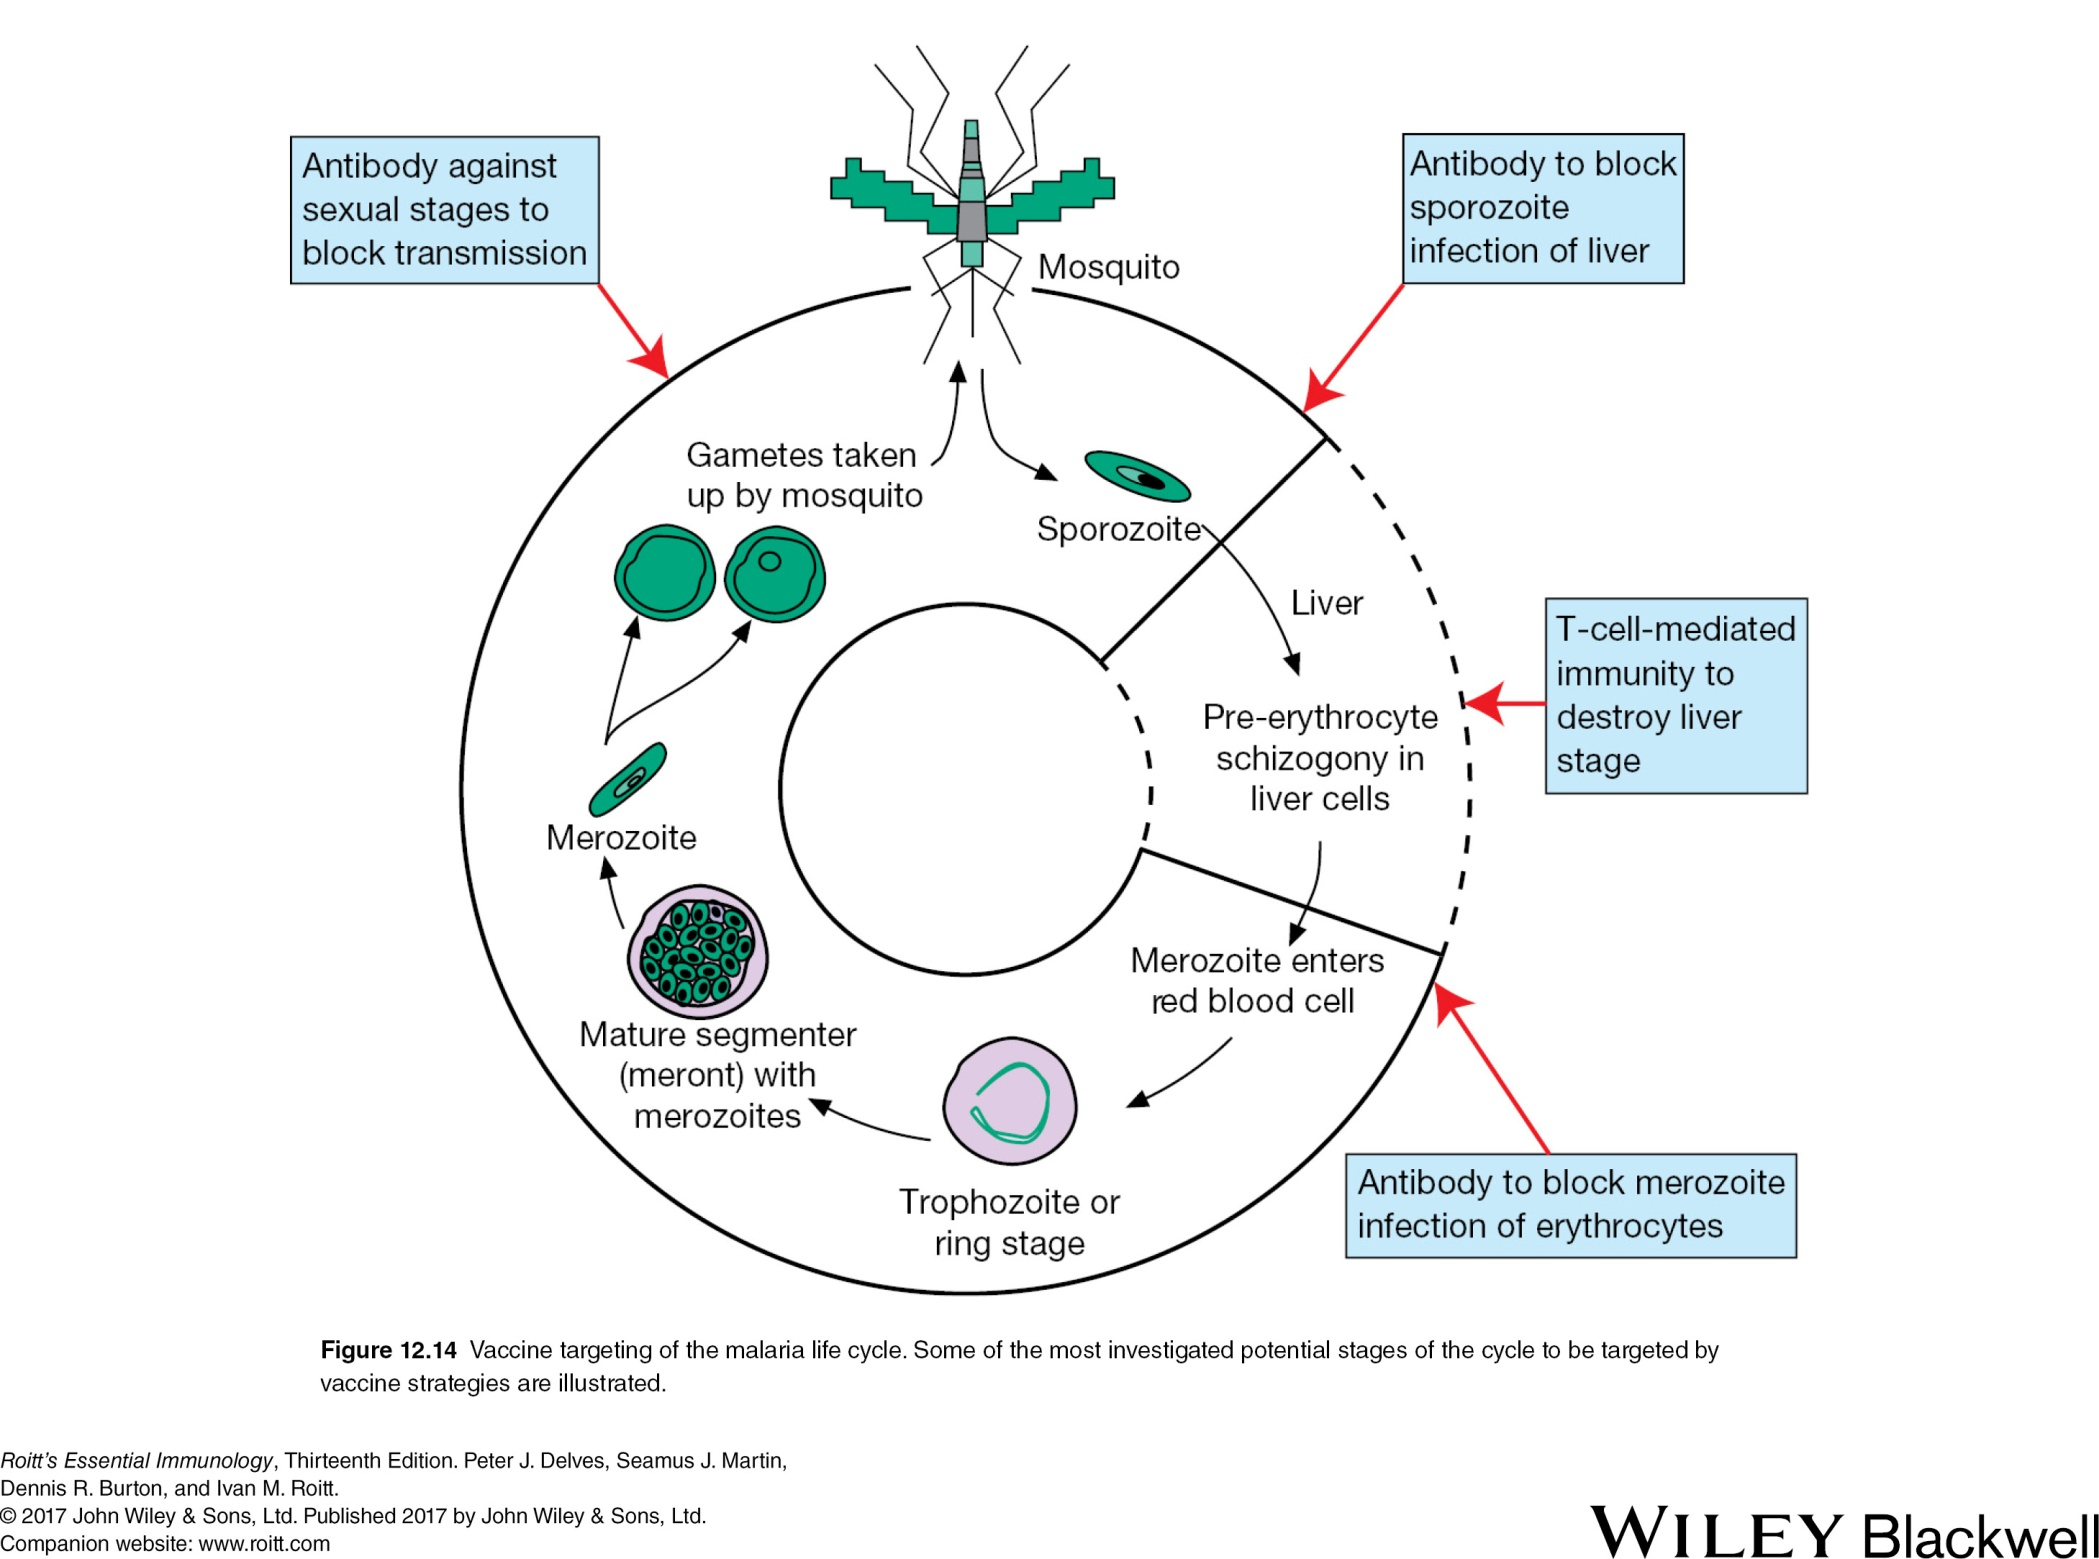 Antibody against
sexual stages to
block transmission
Mosquito
Antibody to block
sporozoite
infection of liver
Gametes taken
up by mosquito
Sporozoite
Liver
T-cell-mediated
immunity to
destroy liver
stage
Pre-erythrocyte
schizogony in
liver cells
Merozoite
Merozoite enters
red blood cell
Mature segmenter
(meront) with
merozoites
Trophozoite or
ring stage
Antibody to block merozoite
infection of erythrocytes
Figure 12.14 Vaccine targeting of the malaria life cycle. Some of the most investigated potential stages of the cycle to be targeted by
vaccine strategies are illustrated.
Roitt's Essential Immunology, Thirteenth Edition. Peter J. Delves, Seamus J. Martin,
Dennis R. Burton, and Ivan M. Roitt.
© 2017 John Wiley & Sons, Ltd. Published 2017 by John Wiley & Sons, Ltd.
Companion website: www.roitt.com
WILEY Blackwell